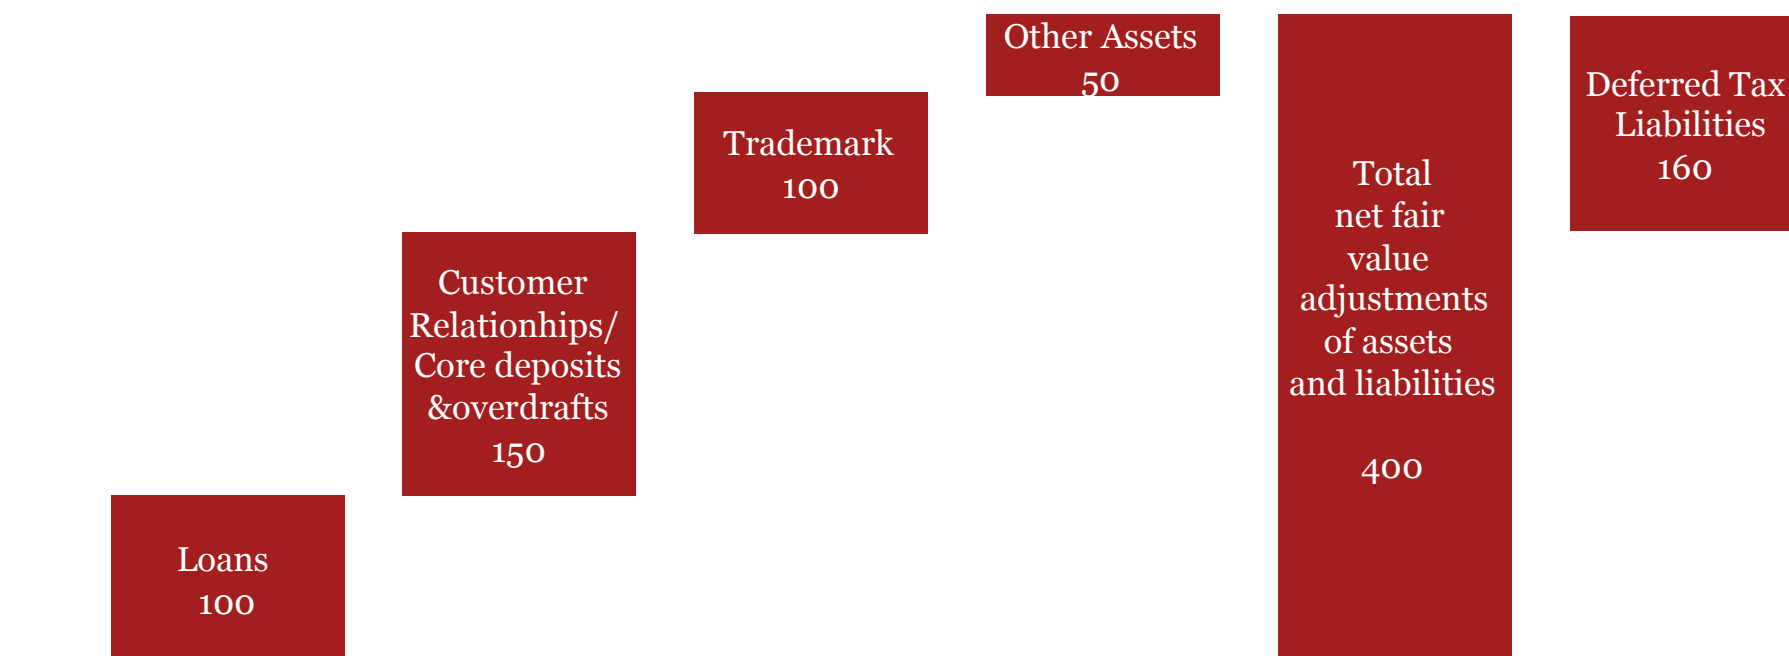 Loans
100
Customer
Relationhips/
Core deposits
&overdrafts
150
Trademark
100
Other Assets
50
Total
net fair
value
adjustments
of assets
and liabilities
400
Deferred Tax
Liabilities
160